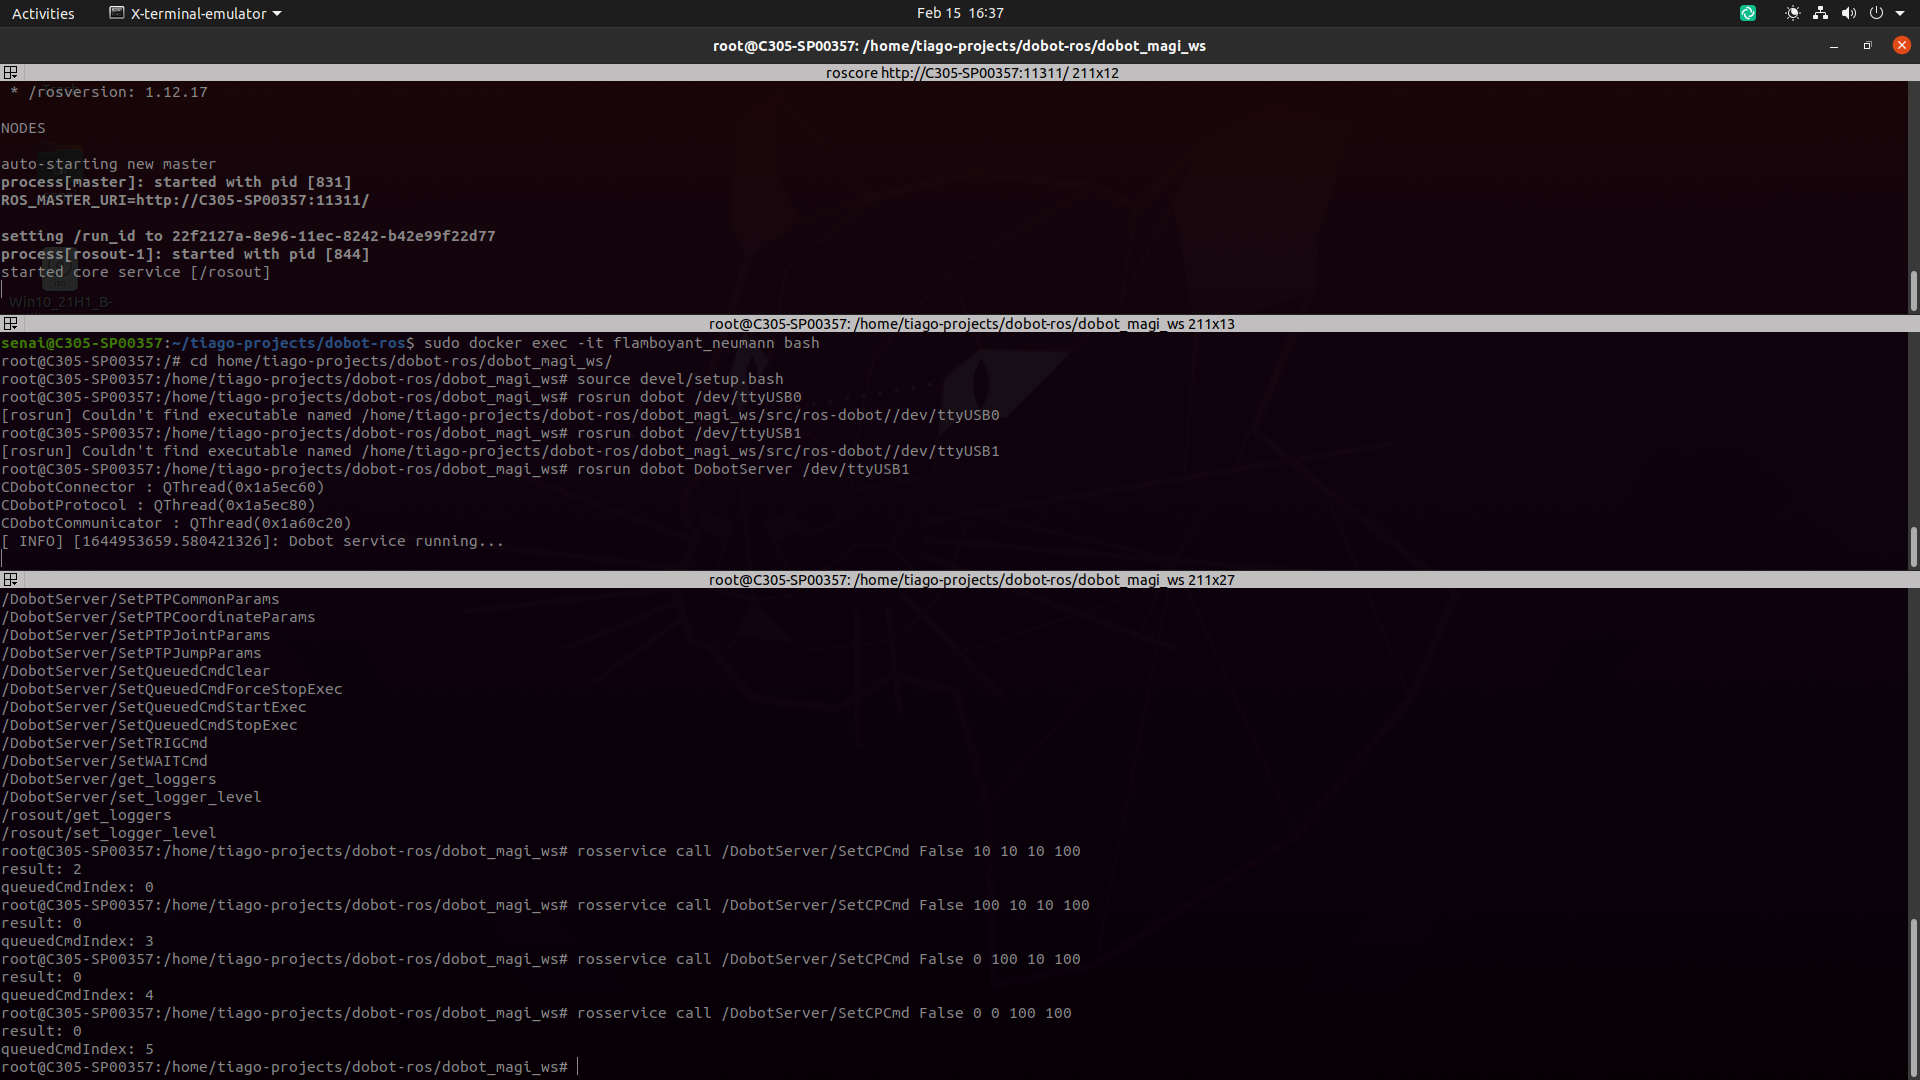 Activities
X-terminal-emulator
Feb 15 16:37
root@C305-SP00357: /home/tiago-projects/dobot-ros/dobot_magi_ws
roscore http://C305-SP00357:11311/ 211x12
* /rosversion: 1.12.17
NODES
auto-starting new master
process[master]: started with pid [831]
ROS_MASTER_URI=http://C305-SP00357:11311/
setting /run_id to 22f2127a-8e96-11ec-8242-b42e99f22d77
process[rosout-1]: started with pid [844]
started core service [/rosout]
Win10_21H1_B-
root@C305-SP00357: /home/tiago-projects/dobot-ros/dobot_magi_ws 211x13
senai@C305-SP00357:~/tiago-projects/dobot-ros$ sudo docker exec -it flamboyant_neumann bash
root@C305-SP00357:/# cd home/tiago-projects/dobot-ros/dobot_magi_ws/
root@C305-SP00357:/home/tiago-projects/dobot-ros/dobot_magi_ws# source devel/setup.bash
root@C305-SP00357:/home/tiago-projects/dobot-ros/dobot_magi_ws# rosrun dobot /dev/ttyUSB0
[rosrun] Couldn't find executable named /home/tiago-projects/dobot-ros/dobot_magi_ws/src/ros-dobot//dev/ttyUSB0
root@C305-SP00357:/home/tiago-projects/dobot-ros/dobot_magi_ws# rosrun dobot /dev/ttyUSB1
[rosrun] Couldn't find executable named /home/tiago-projects/dobot-ros/dobot_magi_ws/src/ros-dobot//dev/ttyUSB1
root@C305-SP00357:/home/tiago-projects/dobot-ros/dobot_magi_ws# rosrun dobot DobotServer /dev/ttyUSB1
CDobotConnector : QThread(0x1a5ec60)
CDobotProtocol : QThread(0x1a5ec80)
CDobotCommunicator : QThread(0x1a60c20)
[ INFO] [1644953659.580421326]: Dobot service running...
root@C305-SP00357: /home/tiago-projects/dobot-ros/dobot_magi_ws 211x27
/DobotServer/SetPTPCommonParams
/DobotServer/SetPTPCoordinateParams
/DobotServer/SetPTPJointParams
/DobotServer/SetPTPJumpParams
/DobotServer/SetQueuedCmdClear
/DobotServer/SetQueuedCmdForceStopExec
/DobotServer/SetQueuedCmdStartExec
/DobotServer/SetQueuedCmdStopExec
/DobotServer/SetTRIGCmd
/DobotServer/SetWAITCmd
/DobotServer/get_loggers
/DobotServer/set_logger_level
/rosout/get_loggers
/rosout/set_logger_level
root@C305-SP00357:/home/tiago-projects/dobot-ros/dobot_magi_ws# rosservice call /DobotServer/SetCPCmd False 10 10 10 100
result: 2
queuedCmdIndex: 0
root@C305-SP00357:/home/tiago-projects/dobot-ros/dobot_magi_ws# rosservice call /DobotServer/SetCPCmd False 100 10 10 100
result: 0
queuedCmdIndex: 3
root@C305-SP00357:/home/tiago-projects/dobot-ros/dobot_magi_ws# rosservice call /DobotServer/SetCPCmd False 0 100 10 100
result: 0
queuedCmdIndex: 4
root@C305-SP00357:/home/tiago-projects/dobot-ros/dobot_magi_ws# rosservice call /DobotServer/SetCPCmd False 0 0 100 100
result: 0
queuedCmdIndex: 5
root@C305-SP00357:/home/tiago-projects/dobot-ros/dobot_magi_ws#